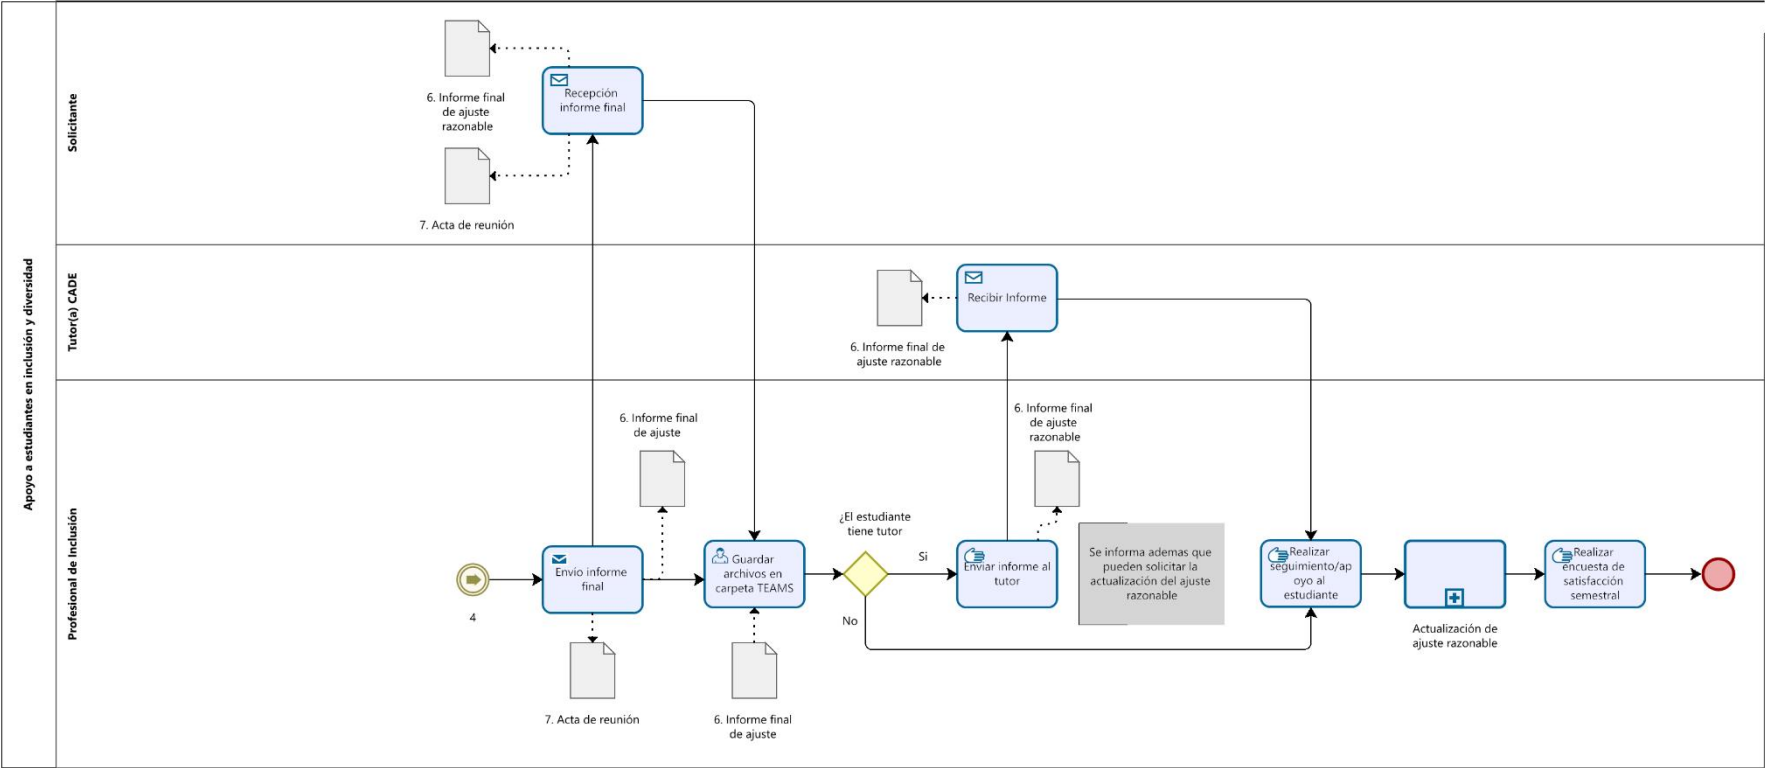 Apoyo a estudiantes en inclusión y diversidad
Solicitante
6. Informe final
de ajuste
razonable
Recepción
informe final
7. Acta de reunión
Tutor(a) CADE
6. Informe final de
ajuste razonable
Recibir Informe
Profesional de Inclusión
4
Envío informe
final
6. Informe final
de ajuste
7. Acta de reunión
Guardar
archivos en
carpeta TEAMS
6. Informe final
de ajuste
¿El estudiante
tiene tutor
Si
No
Enviar informe al
tutor
6. Informe final
de ajuste
razonable
Se informa ademas que
pueden solicitar la
actualización del ajuste
razonable
Realizar
seguimiento/ap
oyo al
estudiante
Actualización de
ajuste razonable
Realizar
encuesta de
satisfacción
semestral